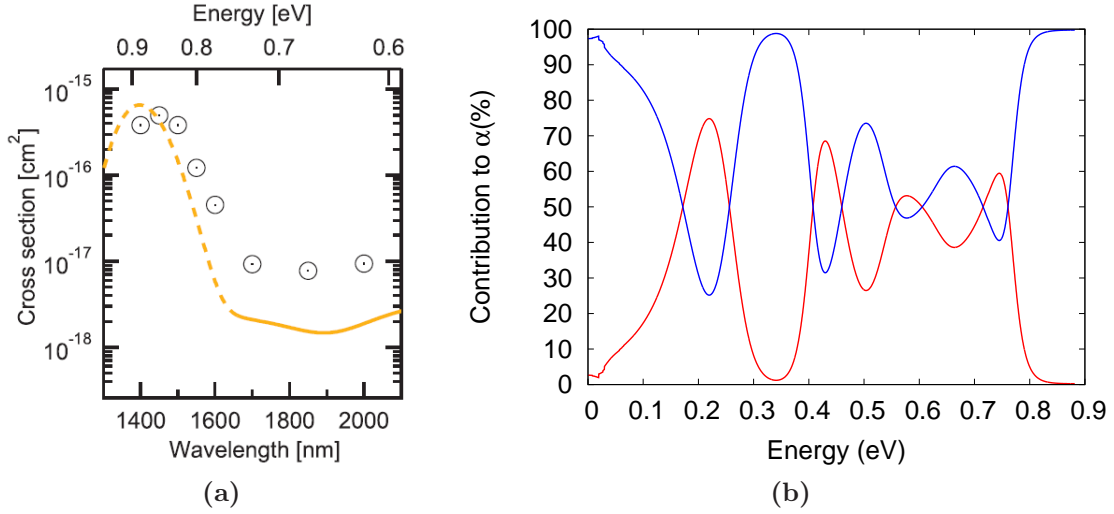 Energy [eV]
0.9 0.8 0.7 0.6
10-15
10-16
10-17
10-18
Cross section [cm2]
1400 1600 1800 2000
Wavelength [nm]
(a)
100
90
80
70
60
50
40
30
20
10
0
Contribution to α(%)
0 0.1 0.2 0.3 0.4 0.5 0.6 0.7 0.8 0.9
Energy (eV)
(b)